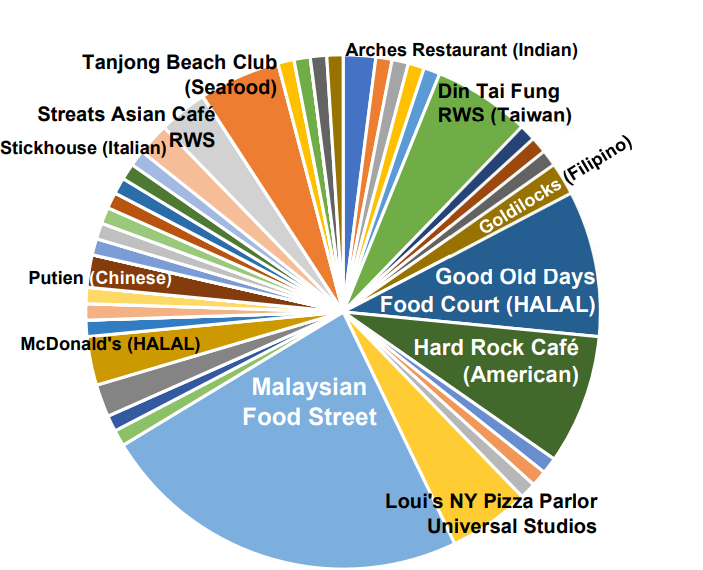 Arches Restaurant (Indian)
Tanjong Beach Club
(Seafood)
Din Tai Fung
RWS (Taiwan)
Streats Asian Café
RWS
Stickhouse (Italian)
Goldilocks (Filipino)
Putien (Chinese)
Good Old Days
Food Court (HALAL)
McDonald's (HALAL)
Hard Rock Café
(American)
Malaysian
Food Street
Loui's NY Pizza Parlor
Universal Studios